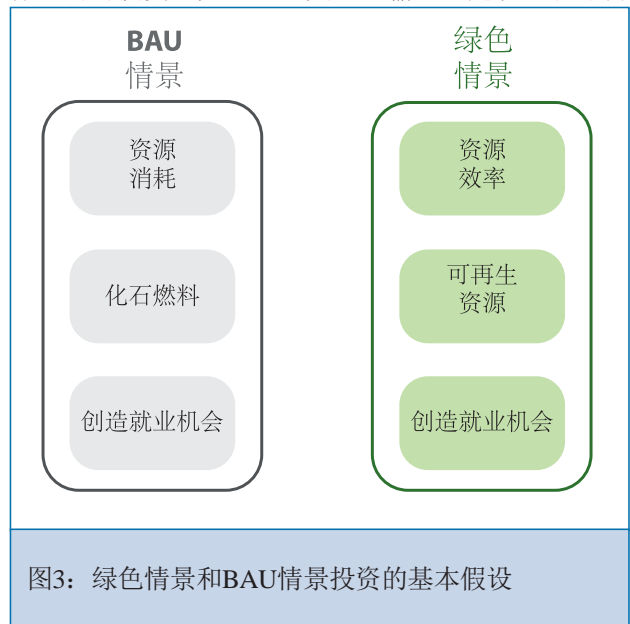 BAU
情景
资源
消耗
化石燃料
创造就业机会
绿色
情景
资源
效率
可再生
资源
创造就业机会
图3：绿色情景和BAU情景投资的基本假设